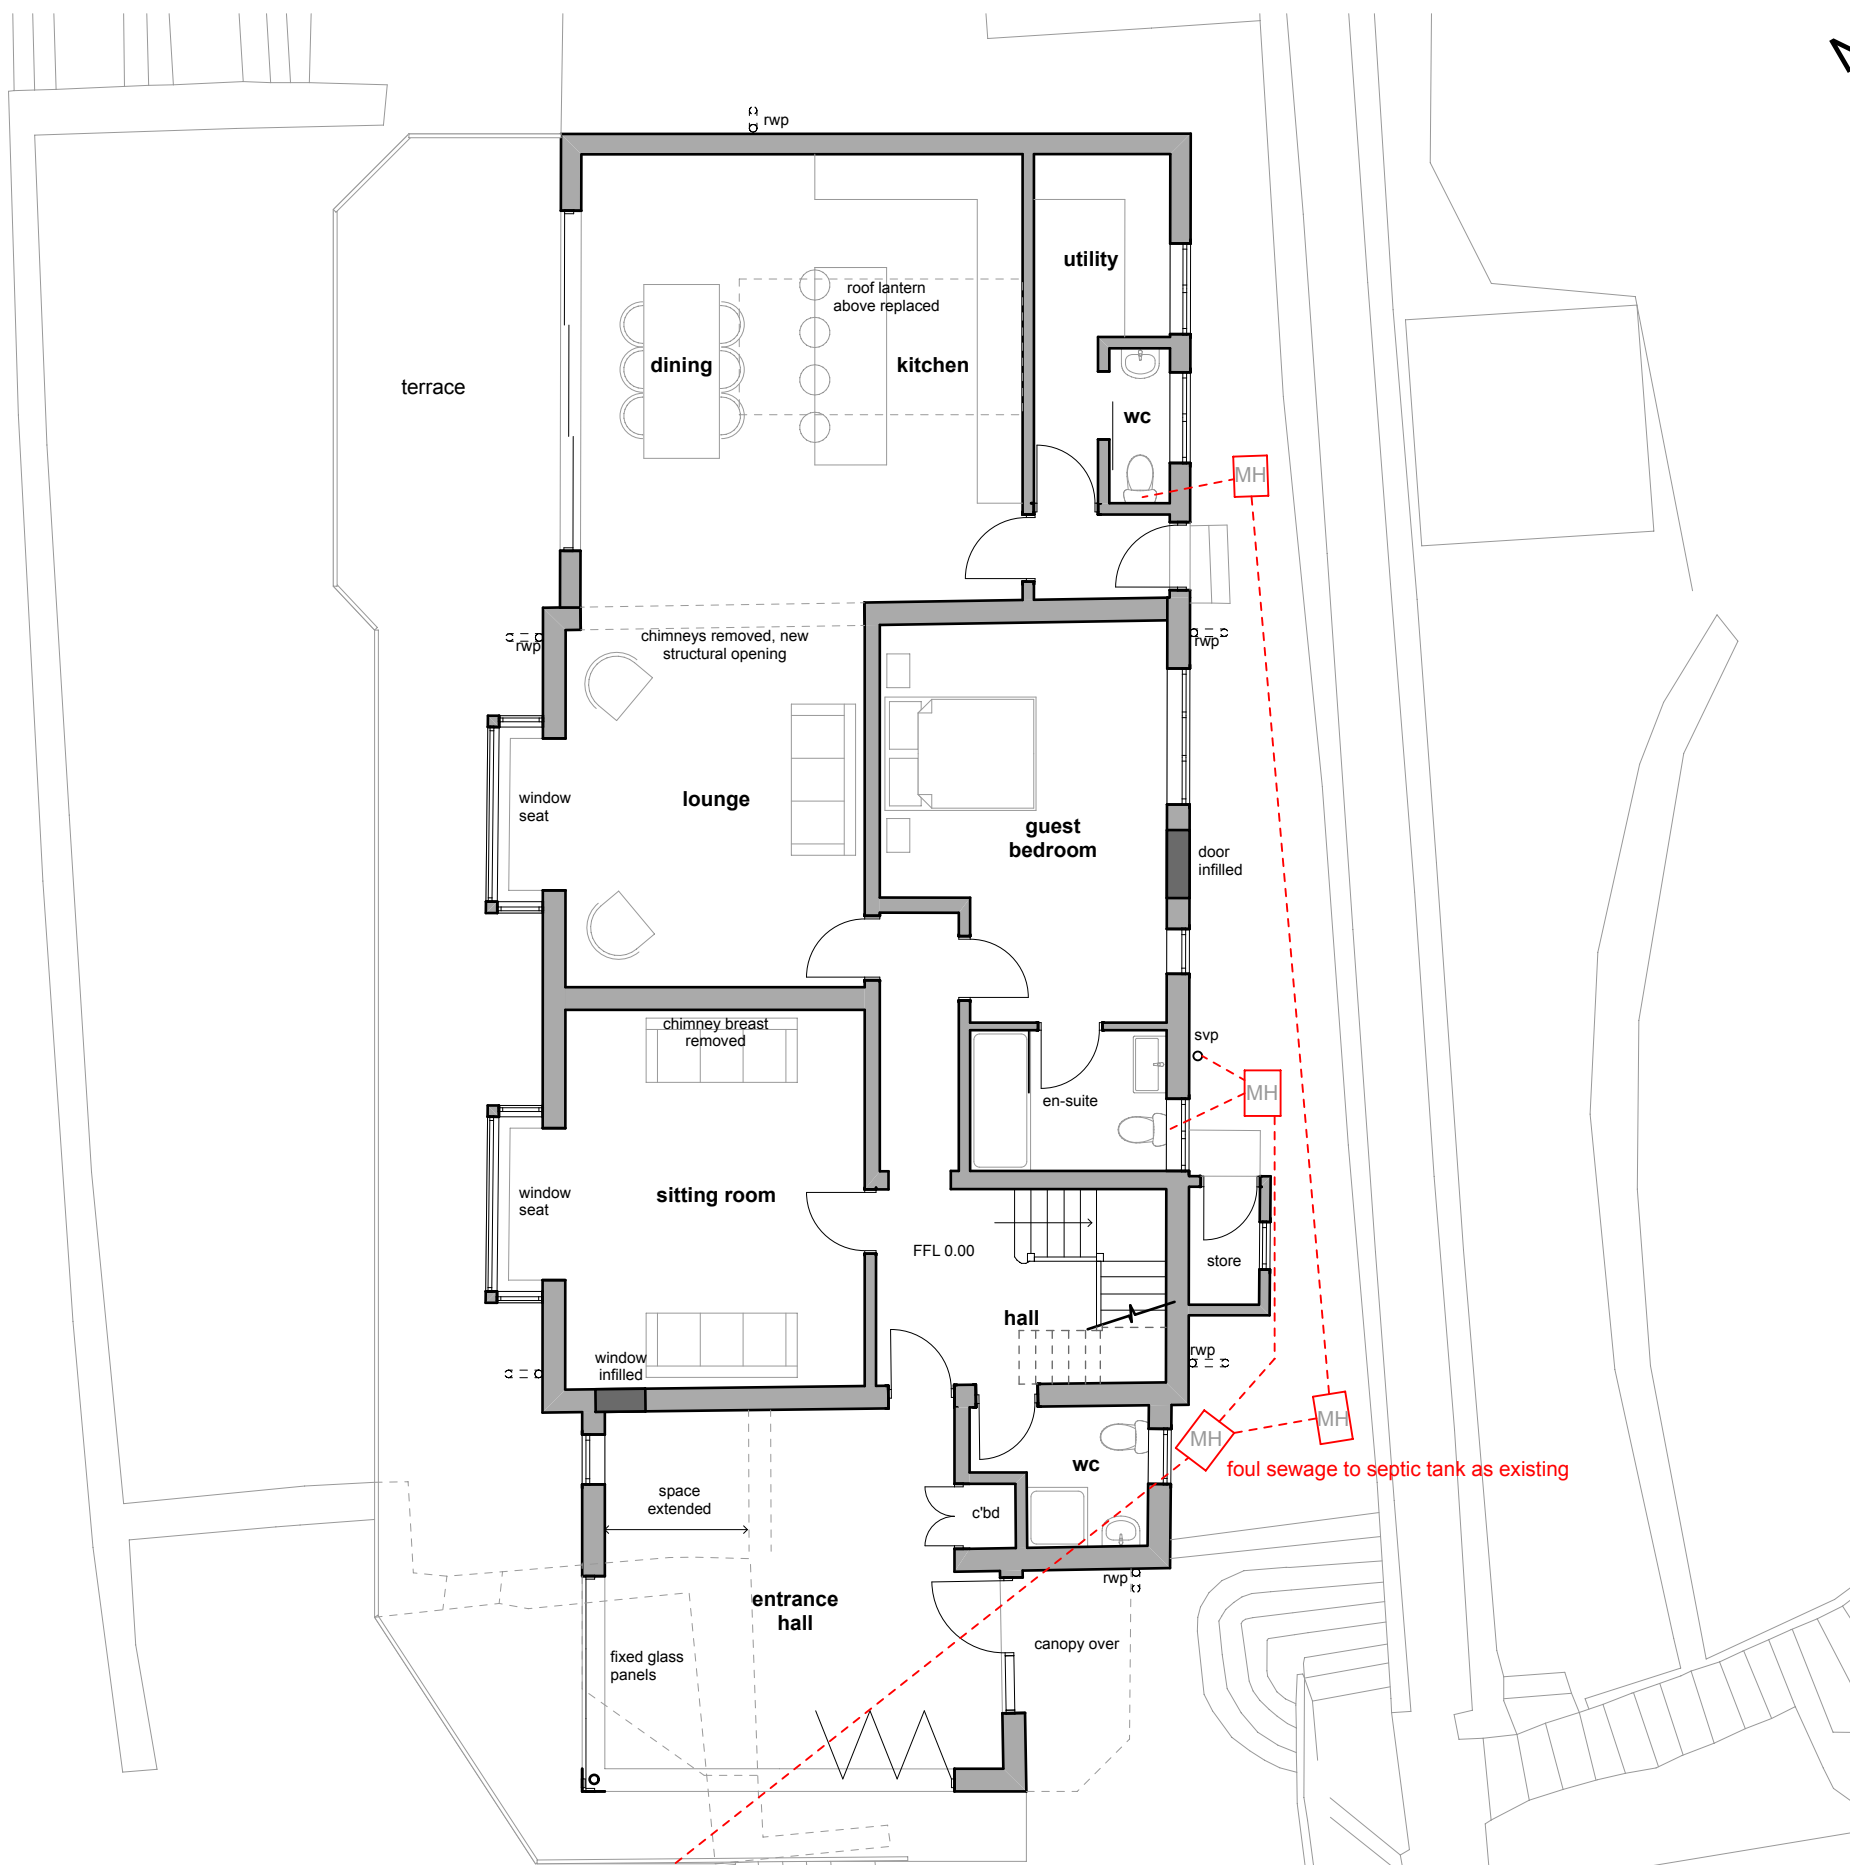 rwp
utility
roof lantern
above replaced
dining
kitchen
terrace
wc
MH
chimneys removed, new
structural opening
rwp
rwp
window
seat
lounge
guest
bedroom
door
infilled
chimney breast
removed
svp
en-suite
MH
window
seat
sitting room
FFL 0.00
store
hall
window
infilled
rwp
MH
MH
wc
foul sewage to septic tank as existing
space
extended
c'bd
rwp
entrance
hall
canopy over
fixed glass
panels